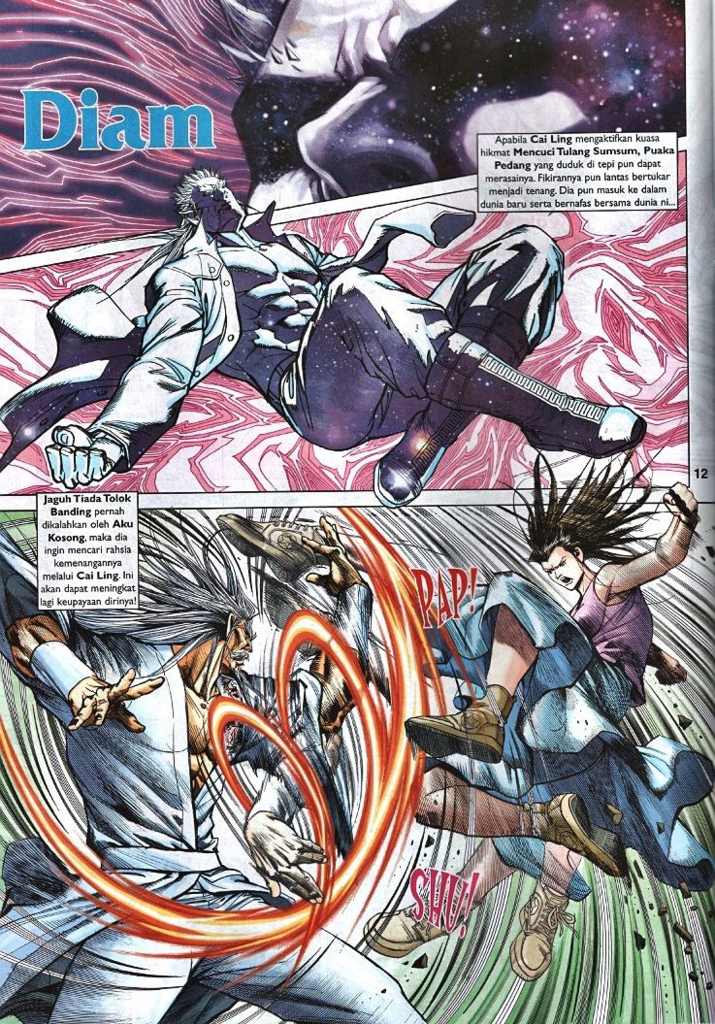 Diam
Apabila Cai Ling mengaktifkan kuasa
hikmat Mencuci Tulang Sumsum, Puaka
Pedang yang duduk di tepi pun dapat
merasainya. Fikirannya pun lantas bertukar
menjadi tenang. Dia pun masuk ke dalam
dunia baru serta bernafas bersama dunia ni...
12
Jaguh Tiada Tolok
Banding pernah
dikalahkan oleh Aku
Kosong, maka dia
ingin mencari rahsia
kemenangannya
melalui Cai Ling. Ini
akan dapat meningkat
lagi keupayaan dirinya!
PAP!
SHU!